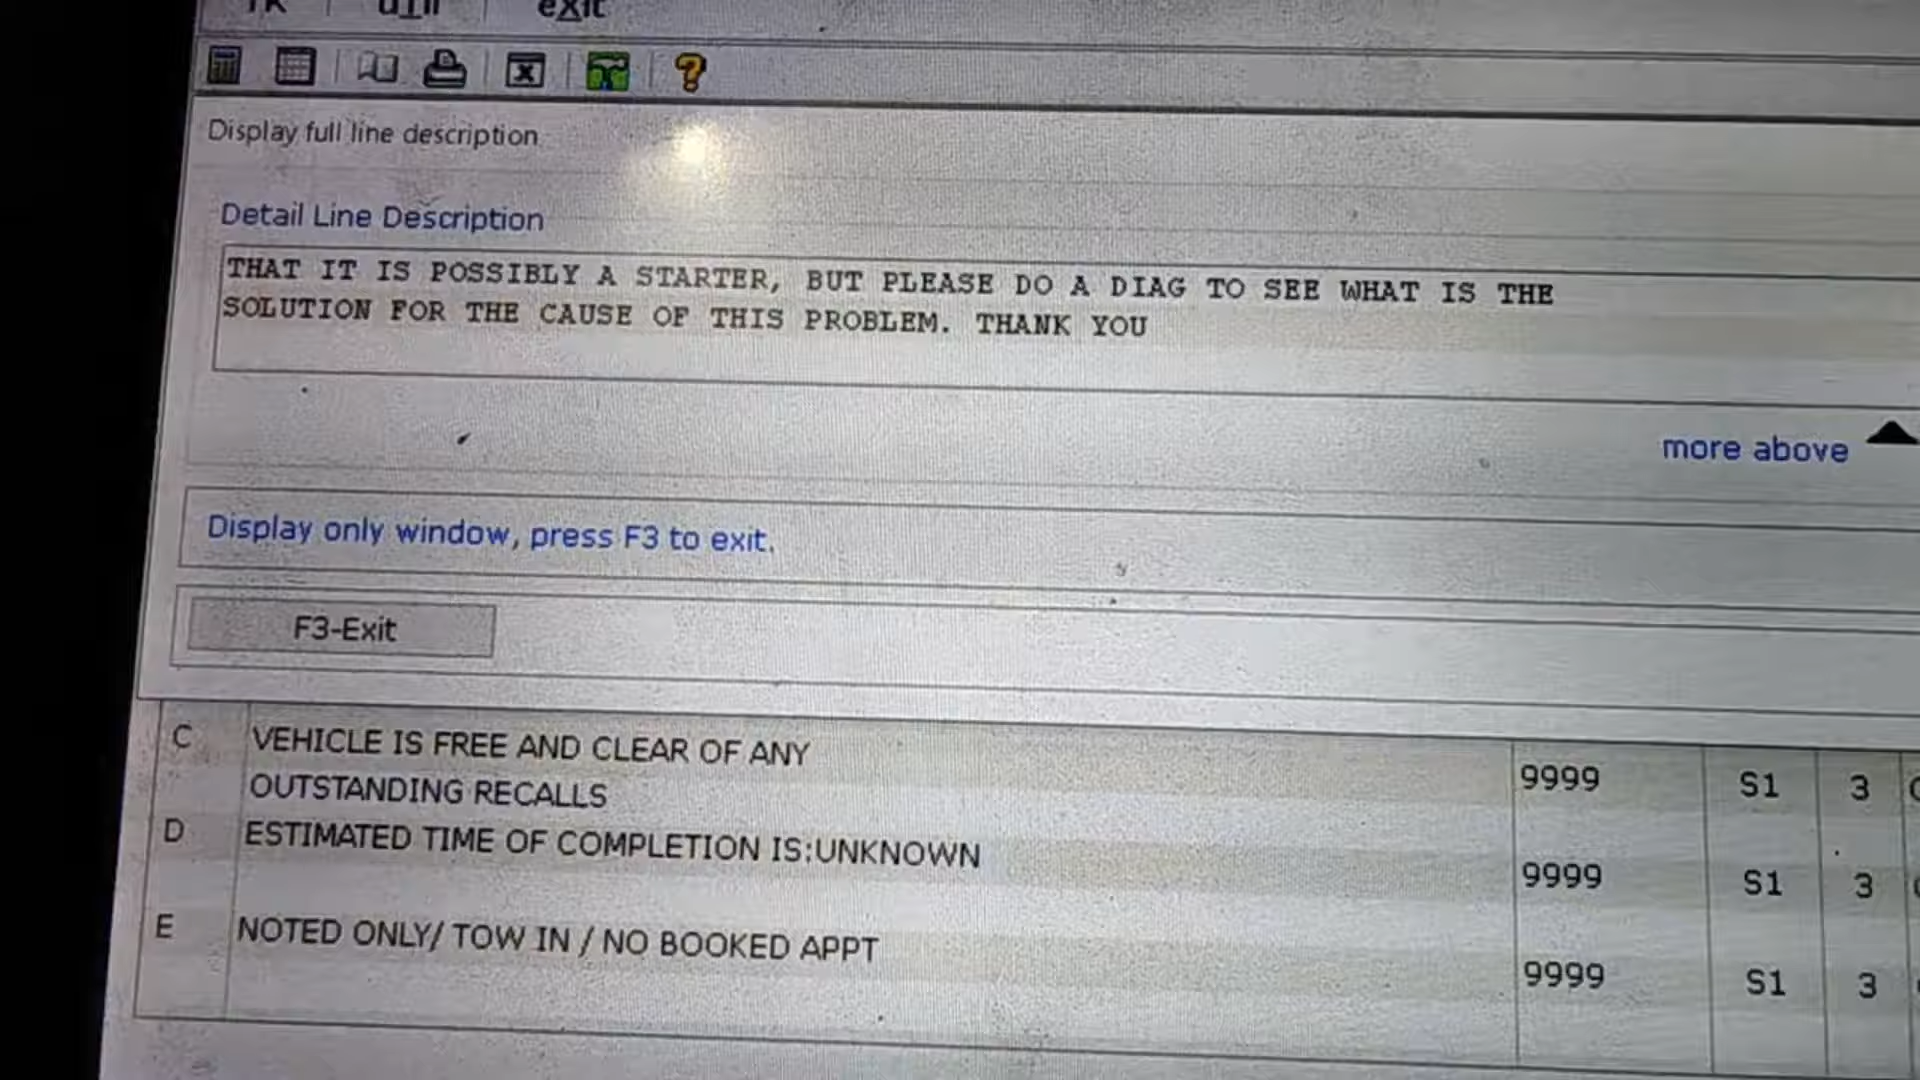 exit
Display full line description
Detail Line Description
THAT IT IS POSSIBLY A STARTER, BUT PLEASE DO A DIAG TO SEE WHAT IS THE
SOLUTION FOR THE CAUSE OF THIS PROBLEM. THANK YOU
more above
Display only window, press F3 to exit.
F3-Exit
C VEHICLE IS FREE AND CLEAR OF ANY
OUTSTANDING RECALLS 9999 S1 3
D ESTIMATED TIME OF COMPLETION IS:UNKNOWN 9999 S1 3
E NOTED ONLY/ TOW IN / NO BOOKED APPT 9999 S1 3